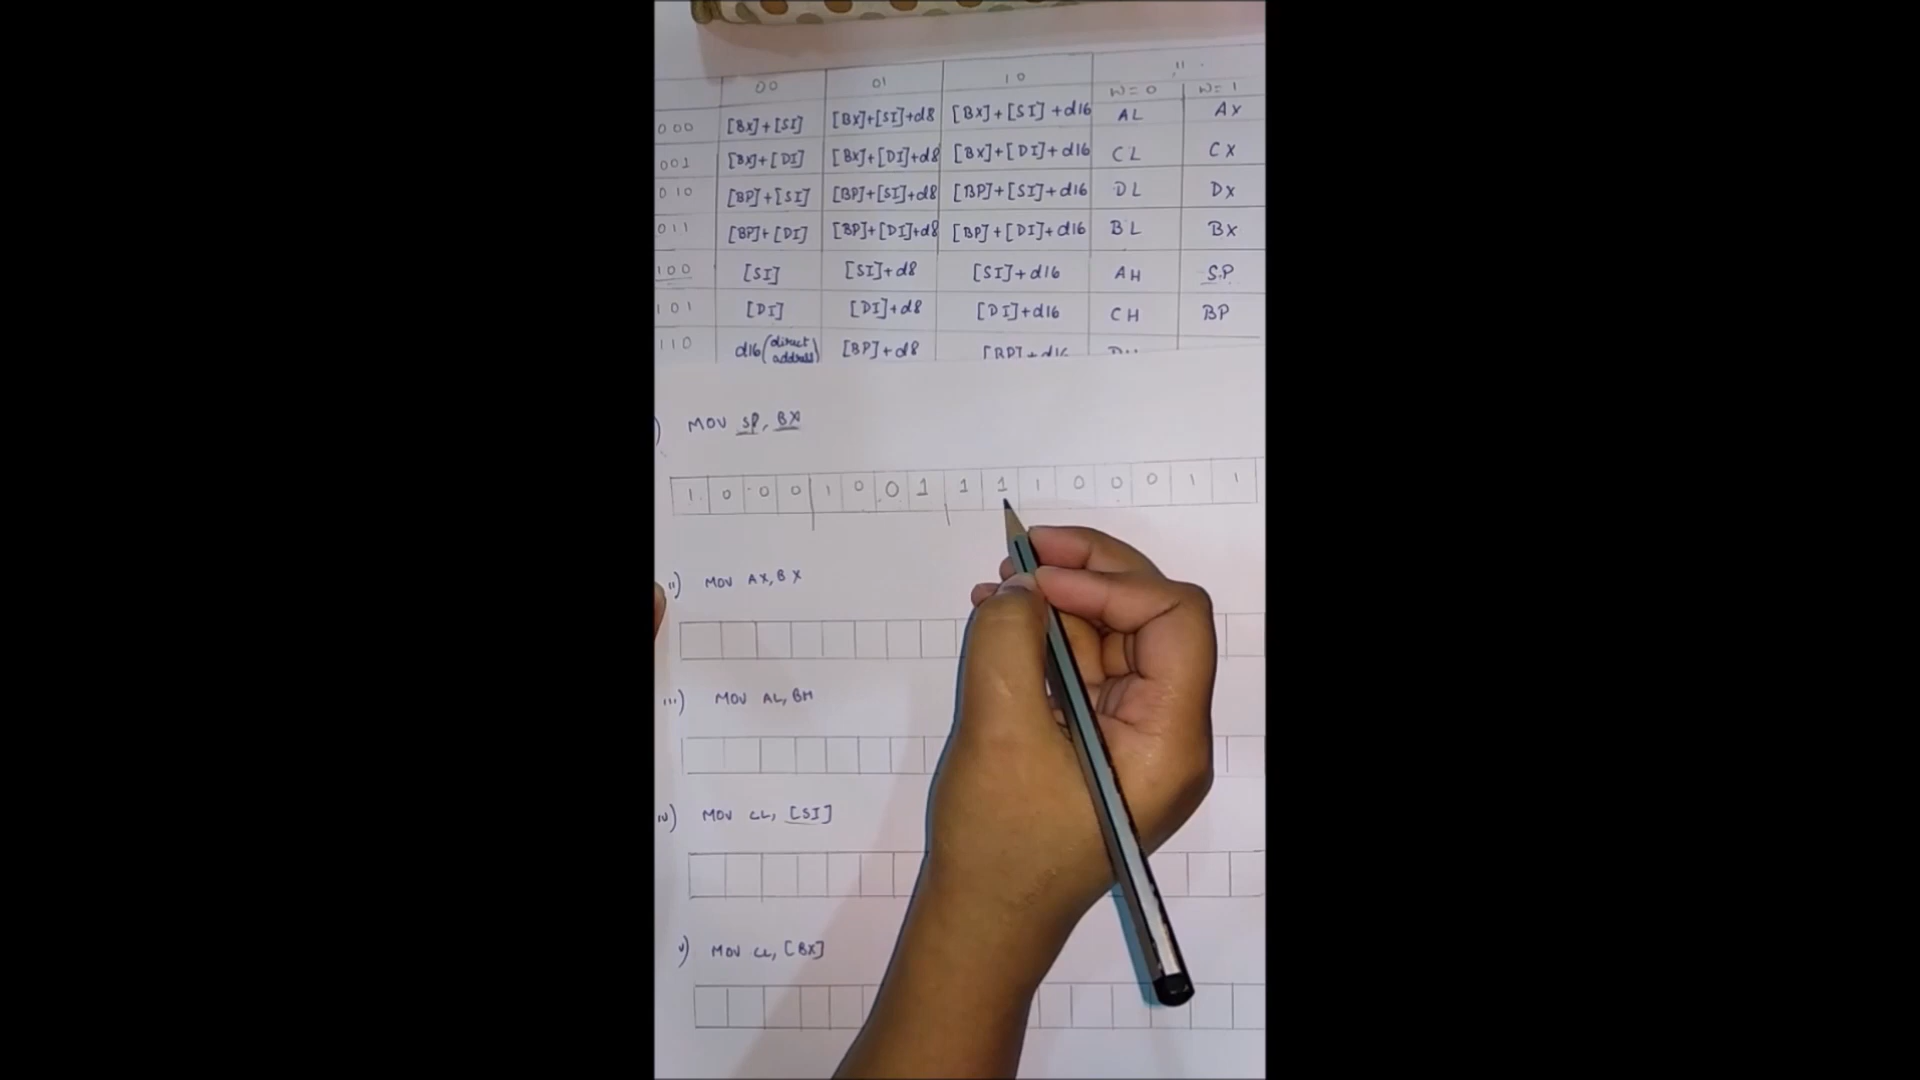 00 01 10 11
W=0 W=1
000 [BX]+[SI] [BX]+[SI]+d8 [BX]+[SI]+d16 AL AX
001 [BX]+[DI] [BX]+[DI]+d8 [BX]+[DI]+d16 CL CX
010 [BP]+[SI] [BP]+[SI]+d8 [BP]+[SI]+d16 DL DX
011 [BP]+[DI] [BP]+[DI]+d8 [BP]+[DI]+d16 BL BX
100 [SI] [SI]+d8 [SI]+d16 AH SP
101 [DI] [DI]+d8 [DI]+d16 CH BP
110 d16(direct address) [BP]+d8 [BP]+d16
) MOV SP, BX
1 0 0 0 1 0 0 1 1 1 1 0 0 0 1 1
ii) MOV AX, BX
iii) MOV AL, BH
iv) MOV CL, [SI]
v) MOV CL, [BX]